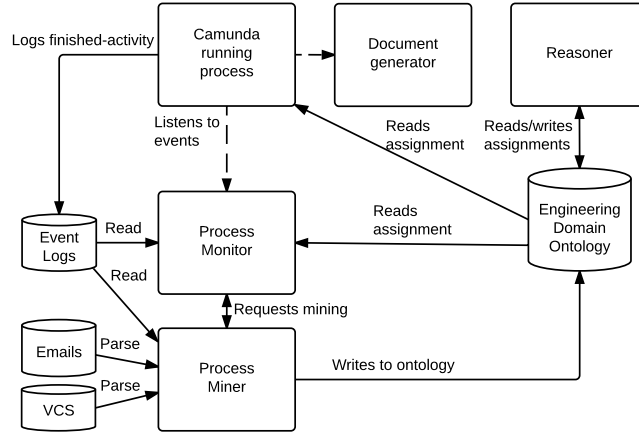 Logs finished-activity
Camunda
running
process
Document
generator
Reasoner
Listens to
events
Reads
assignment
Reads/writes
assignments
Event
Logs
Read
Process
Monitor
Reads
assignment
Engineering
Domain
Ontology
Read
Requests mining
Emails
Parse
Process
Miner
Writes to ontology
Parse
VCS